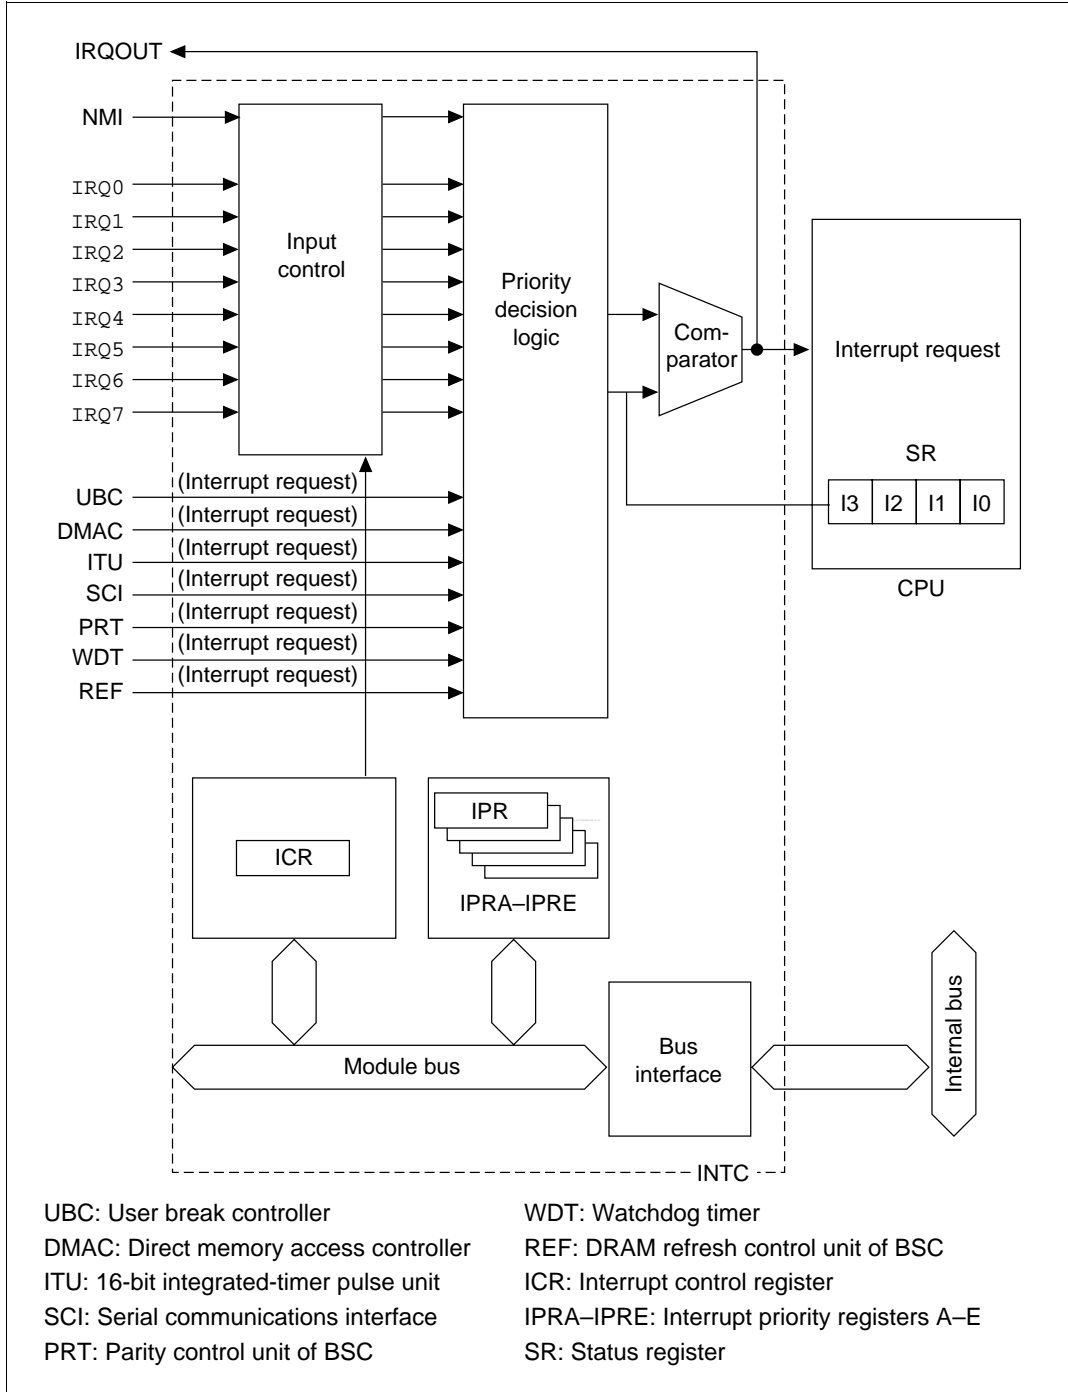 IRQOUT
NMI
IRQ0
IRQ1
IRQ2
IRQ3
IRQ4
IRQ5
IRQ6
IRQ7
Input
control
Priority
decision
logic
Com-
parator
Interrupt request
SR
I3 I2 I1 I0
CPU
UBC (Interrupt request)
DMAC (Interrupt request)
ITU (Interrupt request)
SCI (Interrupt request)
PRT (Interrupt request)
WDT (Interrupt request)
REF (Interrupt request)
ICR
IPR
IPRA–IPRE
Module bus
Bus
interface
Internal bus
INTC
UBC: User break controller
DMAC: Direct memory access controller
ITU: 16-bit integrated-timer pulse unit
SCI: Serial communications interface
PRT: Parity control unit of BSC
WDT: Watchdog timer
REF: DRAM refresh control unit of BSC
ICR: Interrupt control register
IPRA–IPRE: Interrupt priority registers A–E
SR: Status register